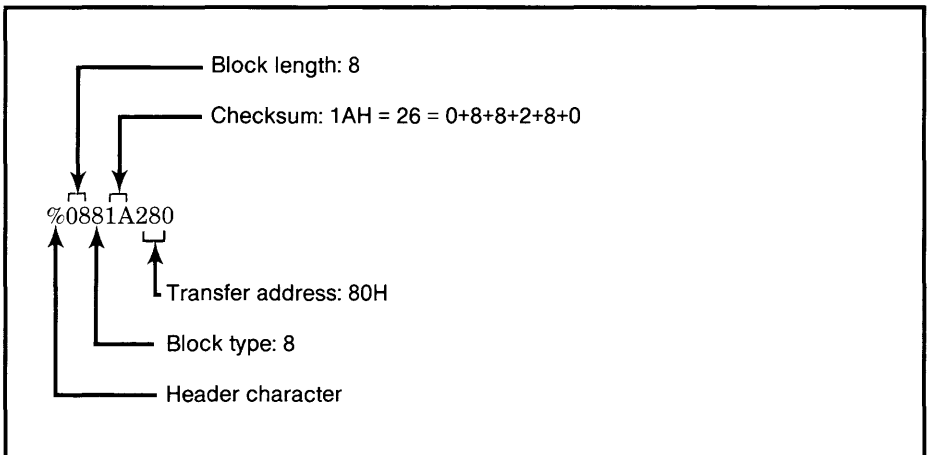 Block length: 8
Checksum: 1AH = 26 = 0+8+8+2+8+0
%0881A280
Transfer address: 80H
Block type: 8
Header character